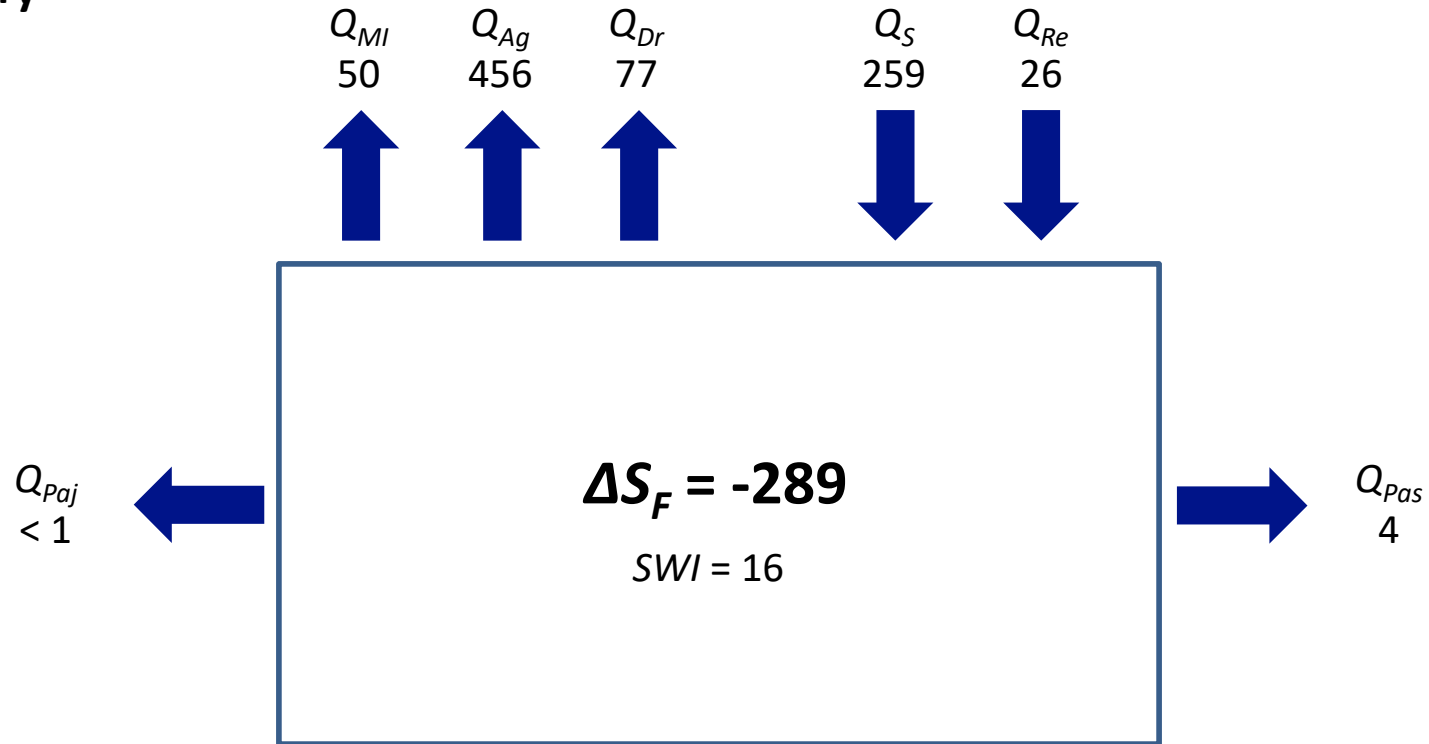 Q_MI Q_Ag Q_Dr Q_S Q_Re
50 456 77 259 26
Q_Paj
< 1
ΔS_F = -289
SWI = 16
Q_Pas
4